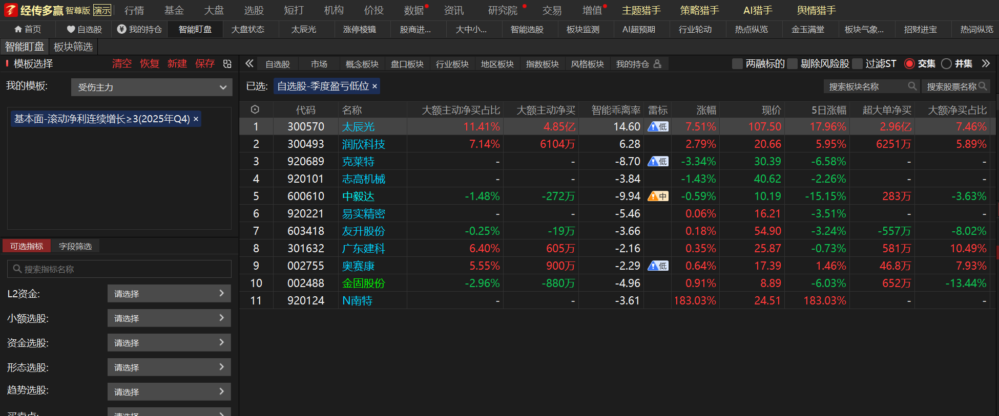 经传多赢 智尊版 演示 行情 基金 大盘 选股 短打 机构 价投 数据 资讯 研究院 交易 增值 主题猎手 策略猎手 AI猎手 舆情猎手
首页 自选股 我的持仓 智能盯盘 大盘状态 太辰光 涨停棱镜 股商进... 大中小... 智能选股 板块监测 AI超预期 行业轮动 热点纵览 金玉满堂 板块气象... 招财进宝 热词纵览
智能盯盘 板块筛选
模板选择 清空 恢复 新建 保存
自选股 市场 概念板块 盘口板块 行业板块 地区板块 指数板块 风格板块 我的持仓 两融标的 剔除风险股 过滤ST 交集 并集
我的模板: 受伤主力
已选: 自选股-季度盈亏低位 × 搜索板块名称 搜索股票名称
基本面-滚动净利连续增长≥3(2025年Q4) ×
代码 名称 大额主动净买占比 大额主动净买 智能乖离率 雷标 涨幅 现价 5日涨幅 超大单净买 大额净买占比
1 300570 太辰光 11.41% 4.85亿 14.60 低 7.51% 107.50 17.96% 2.96亿 7.46%
2 300493 润欣科技 7.14% 6104万 6.28 2.79% 20.66 5.95% 6251万 5.89%
3 920689 克莱特 - - -8.70 低 -3.34% 30.39 -6.58% - -
4 920101 志高机械 - - -3.84 -1.43% 40.62 -2.26% - -
5 600610 中毅达 -1.48% -272万 -9.94 中 -0.59% 10.19 -15.15% 283万 -3.63%
6 920221 易实精密 - - -5.46 0.06% 16.21 -3.51% - -
7 603418 友升股份 -0.25% -19万 -3.66 0.18% 54.90 -3.24% -557万 -8.02%
8 301632 广东建科 6.40% 605万 -2.16 0.35% 25.87 -0.73% 581万 10.49%
9 002755 奥赛康 5.55% 900万 -2.29 低 0.64% 17.39 1.46% 46.8万 7.93%
10 002488 金固股份 -2.96% -880万 -4.96 0.91% 8.89 -6.03% 652万 -13.44%
11 920124 N南特 - - -3.61 183.03% 24.51 183.03% - -
可选指标 字段筛选
搜索指标名称
L2资金: 请选择
小额选股: 请选择
资金选股: 请选择
形态选股: 请选择
趋势选股: 请选择
买卖点: 请选择